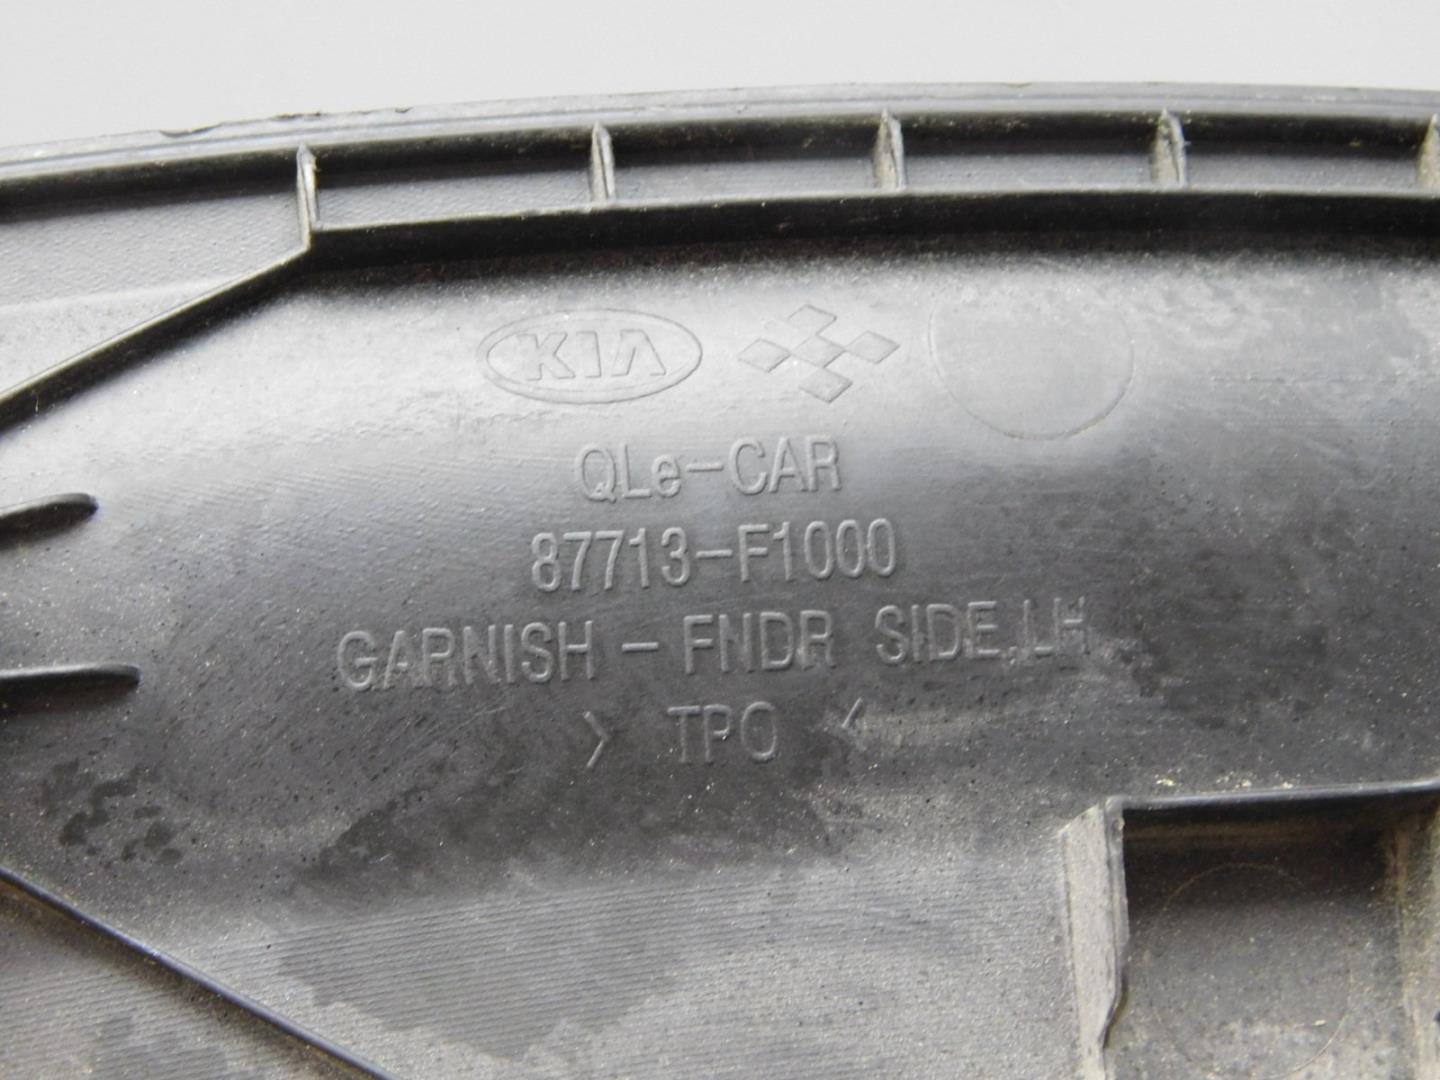 KIA
QLe-CAR
87713-F1000
GARNISH - FNDR SIDE,LH
> TPO <